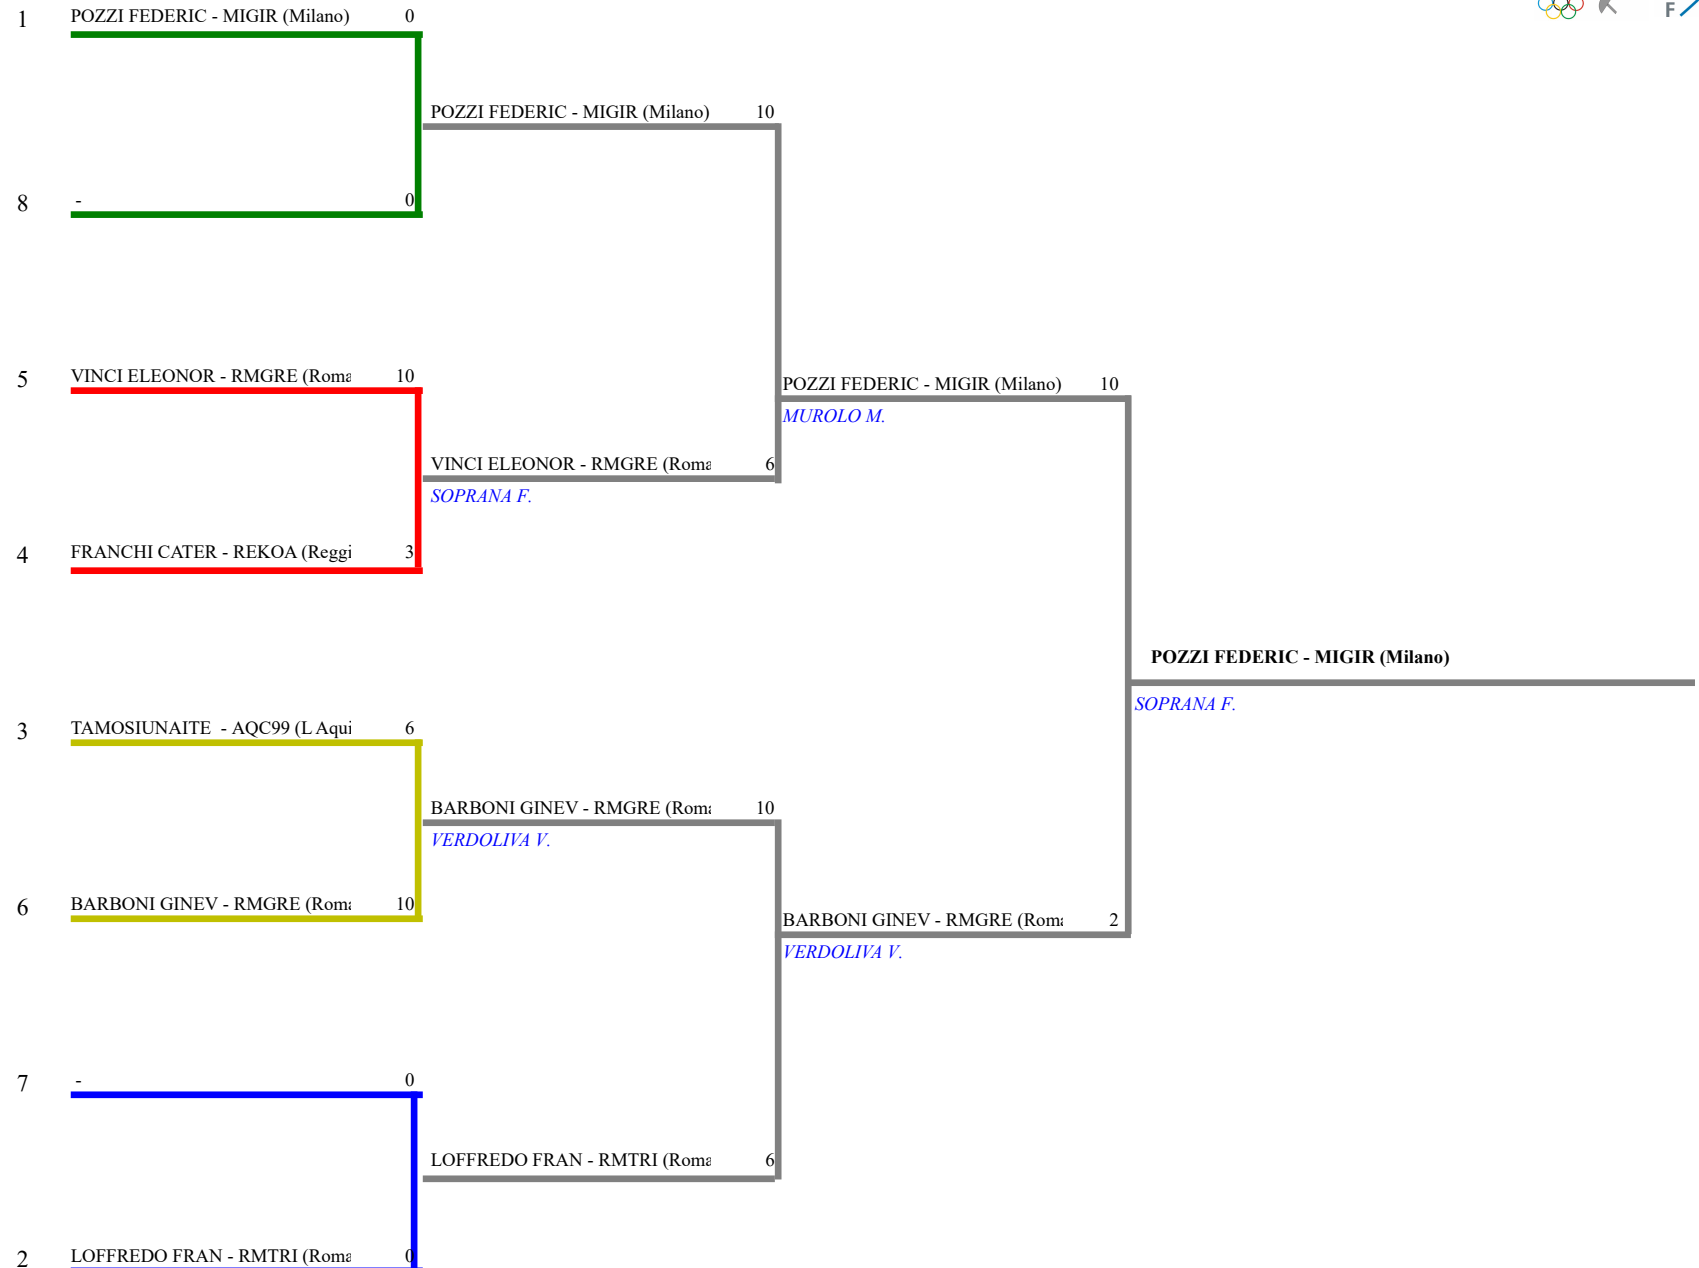 1 POZZI FEDERIC - MIGIR (Milano) 0
F
POZZI FEDERIC - MIGIR (Milano) 10
8 - 0
5 VINCI ELEONOR - RMGRE (Roma 10
POZZI FEDERIC - MIGIR (Milano) 10
MUROLO M.
VINCI ELEONOR - RMGRE (Roma 6
SOPRANA F.
4 FRANCHI CATER - REKOA (Reggi 3
POZZI FEDERIC - MIGIR (Milano)
SOPRANA F.
3 TAMOSIUNAITE - AQC99 (L Aqui 6
BARBONI GINEV - RMGRE (Roma 10
VERDOLIVA V.
6 BARBONI GINEV - RMGRE (Roma 10
BARBONI GINEV - RMGRE (Roma 2
VERDOLIVA V.
7 - 0
LOFFREDO FRAN - RMTRI (Roma 6
2 LOFFREDO FRAN - RMTRI (Roma 0